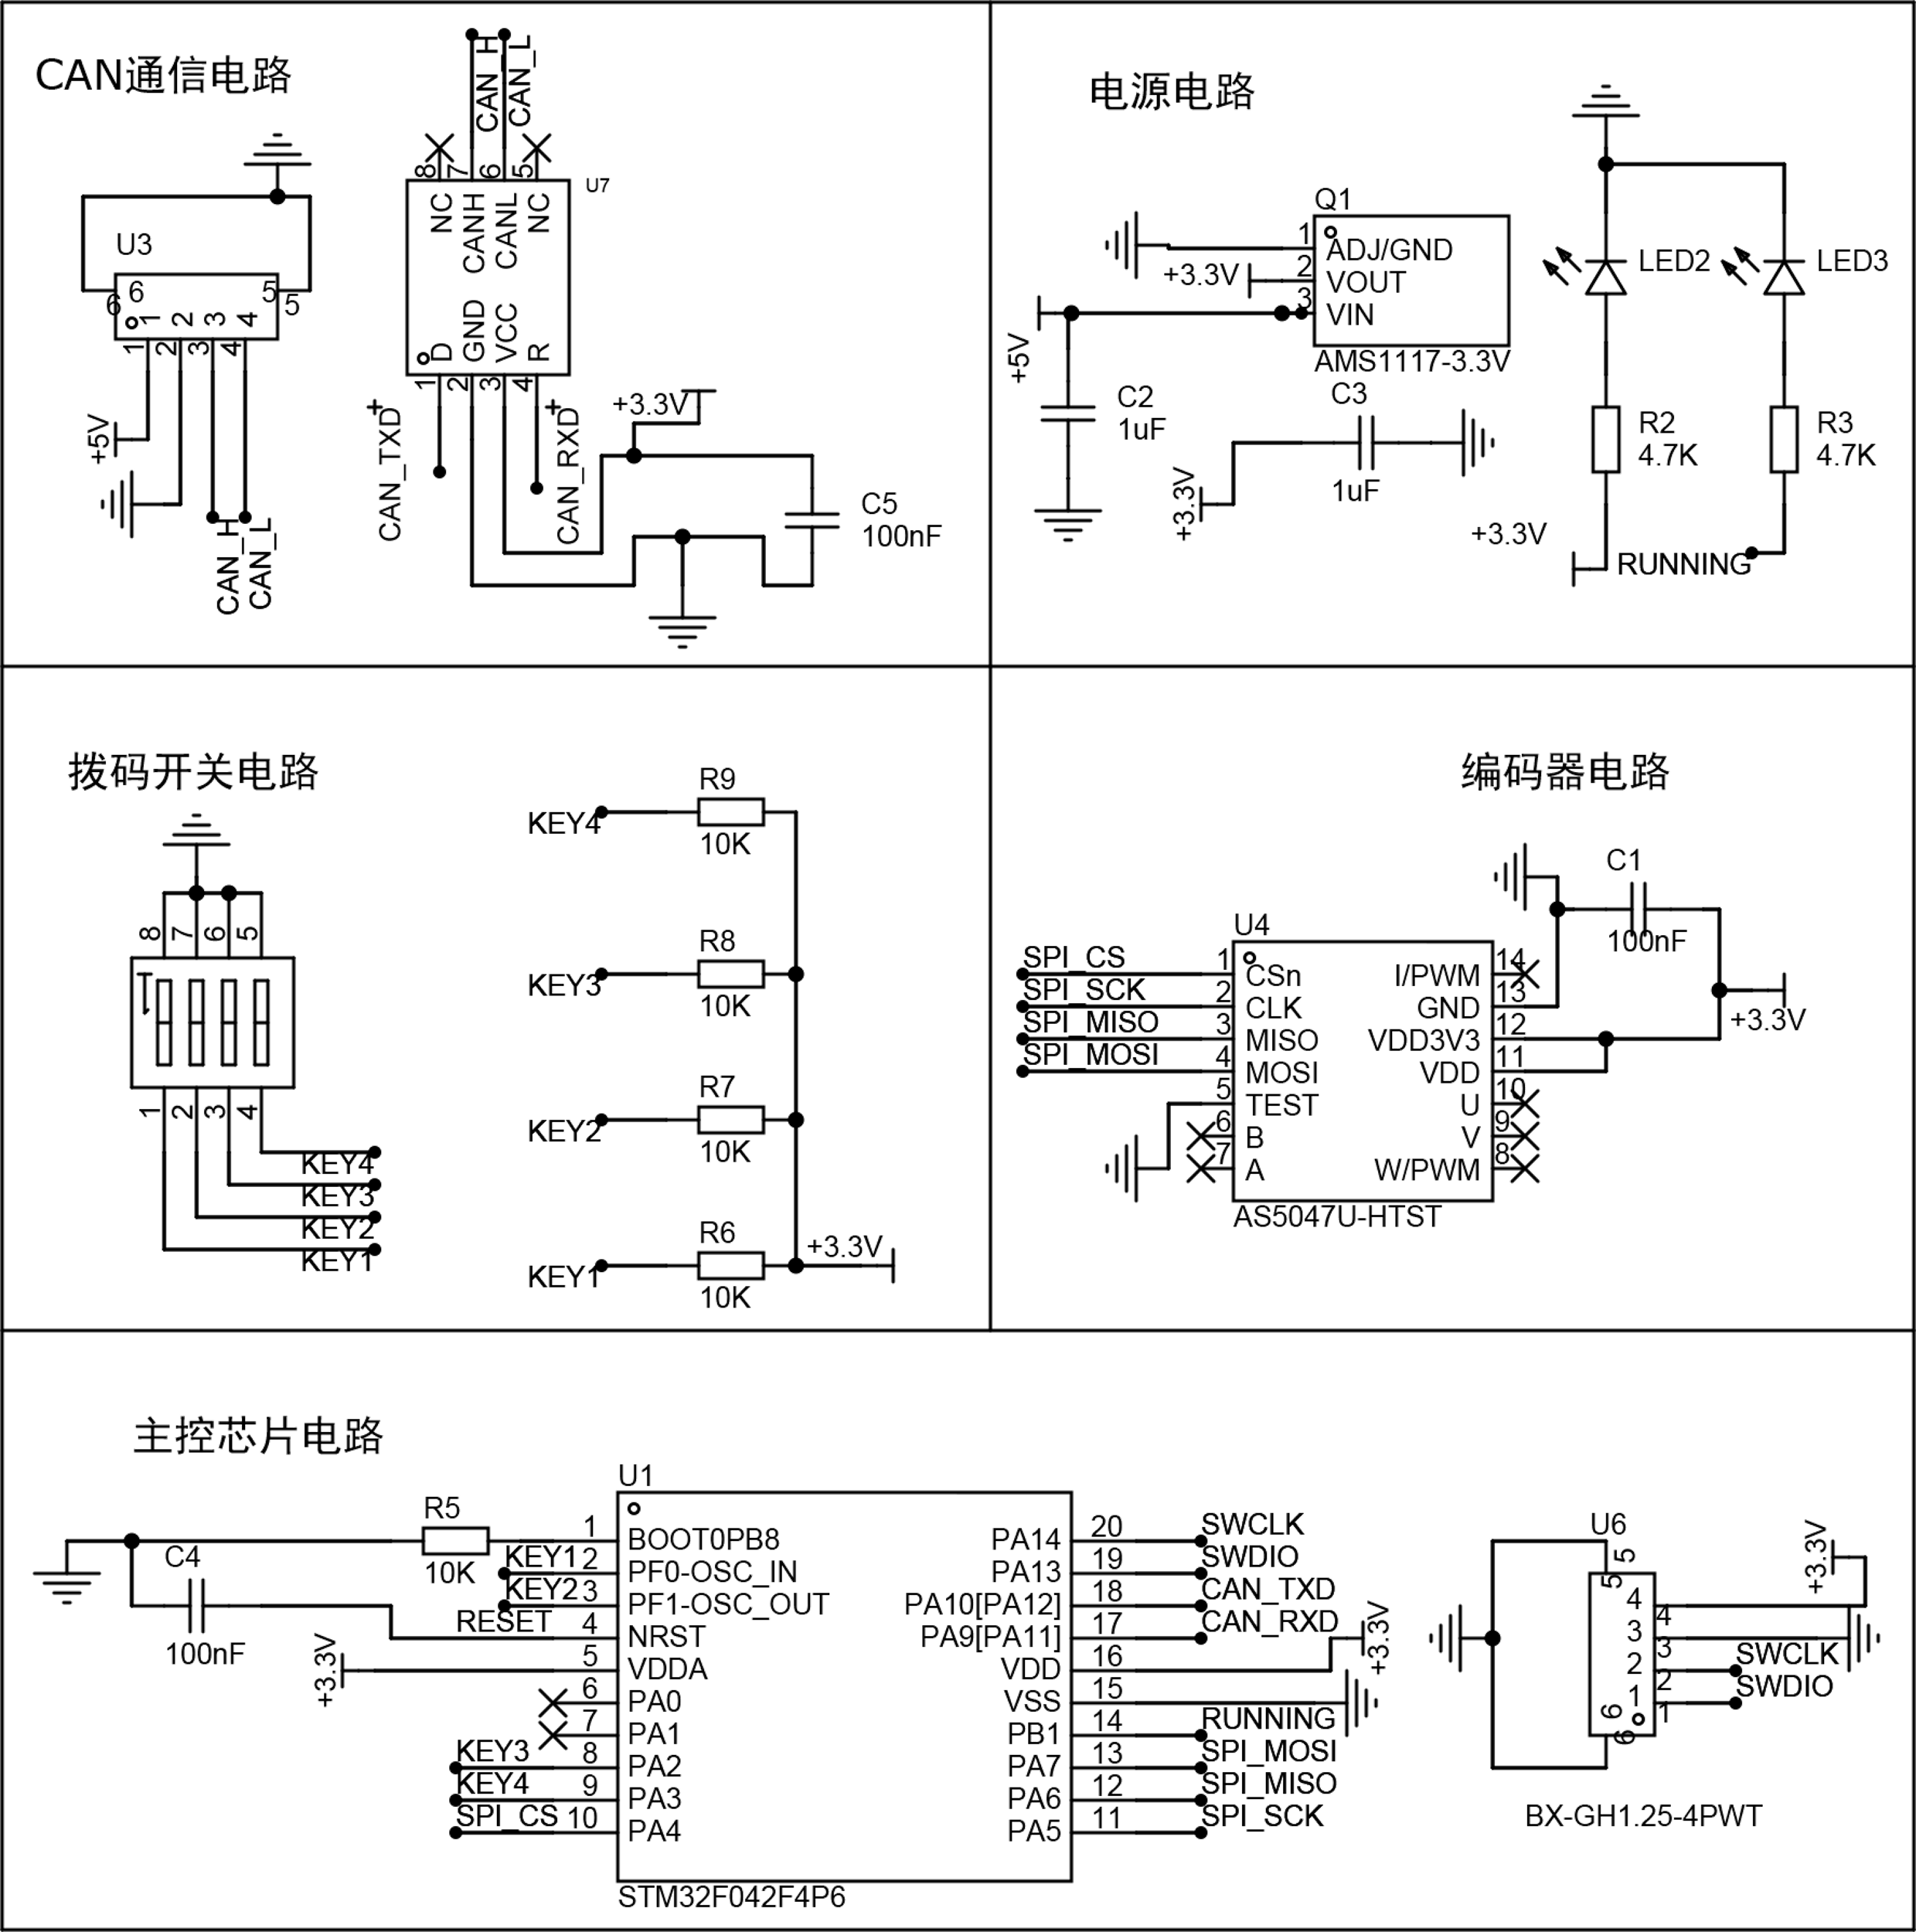 CAN通信电路
CAN_H
CAN_L
8
7
6
5
U7
NC
CANH
CANL
NC
D
GND
VCC
R
1
2
3
4
CAN_TXD
CAN_RXD
+3.3V
C5
100nF
U3
6
6
5
5
1
2
3
4
1
2
3
4
+5V
CAN_H
CAN_L
电源电路
Q1
1
ADJ/GND
+3.3V
2
VOUT
3
VIN
AMS1117-3.3V
+5V
C2
1uF
C3
1uF
+3.3V
LED2
LED3
R2
4.7K
R3
4.7K
+3.3V
RUNNING
拨码开关电路
8
7
6
5
1
2
3
4
KEY4
KEY3
KEY2
KEY1
R9
KEY4
10K
R8
KEY3
10K
R7
KEY2
10K
R6
+3.3V
KEY1
10K
编码器电路
C1
100nF
+3.3V
U4
SPI_CS
1
CSn
I/PWM
14
SPI_SCK
2
CLK
GND
13
SPI_MISO
3
MISO
VDD3V3
12
SPI_MOSI
4
MOSI
VDD
11
5
TEST
U
10
6
B
V
9
7
A
W/PWM
8
AS5047U-HTST
主控芯片电路
U1
R5
10K
C4
100nF
+3.3V
1
BOOT0PB8
PA14
20
SWCLK
KEY1
2
PF0-OSC_IN
PA13
19
SWDIO
KEY2
3
PF1-OSC_OUT
PA10[PA12]
18
CAN_TXD
RESET
4
NRST
PA9[PA11]
17
CAN_RXD
5
VDDA
VDD
16
+3.3V
6
PA0
VSS
15
7
PA1
PB1
14
RUNNING
KEY3
8
PA2
PA7
13
SPI_MOSI
KEY4
9
PA3
PA6
12
SPI_MISO
SPI_CS
10
PA4
PA5
11
SPI_SCK
STM32F042F4P6
U6
5
5
+3.3V
4
4
3
3
2
2
SWCLK
1
1
SWDIO
6
6
BX-GH1.25-4PWT